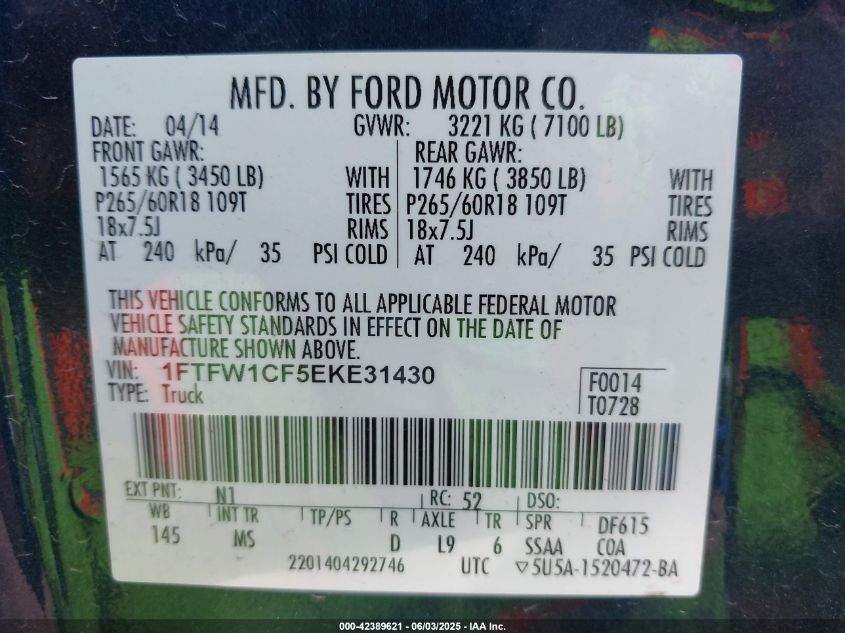 MFD. BY FORD MOTOR CO.
DATE: 04/14 GVWR: 3221 KG ( 7100 LB)
FRONT GAWR: REAR GAWR:
1565 KG ( 3450 LB) WITH 1746 KG ( 3850 LB) WITH
P265/60R18 109T TIRES P265/60R18 109T TIRES
18x7.5J RIMS 18x7.5J RIMS
AT 240 kPa/ 35 PSI COLD AT 240 kPa/ 35 PSI COLD
THIS VEHICLE CONFORMS TO ALL APPLICABLE FEDERAL MOTOR
VEHICLE SAFETY STANDARDS IN EFFECT ON THE DATE OF
MANUFACTURE SHOWN ABOVE.
VIN: 1FTFW1CF5EKE31430
TYPE: Truck
F0014
T0728
EXT PNT: N1 RC: 52 DSO:
WB INT TR TP/PS R AXLE TR SPR DF615
145 MS D L9 6 SSAA COA
2201404292746 UTC ▽5U5A-1520472-BA
000-42389621 - 06/03/2025 - IAA Inc.